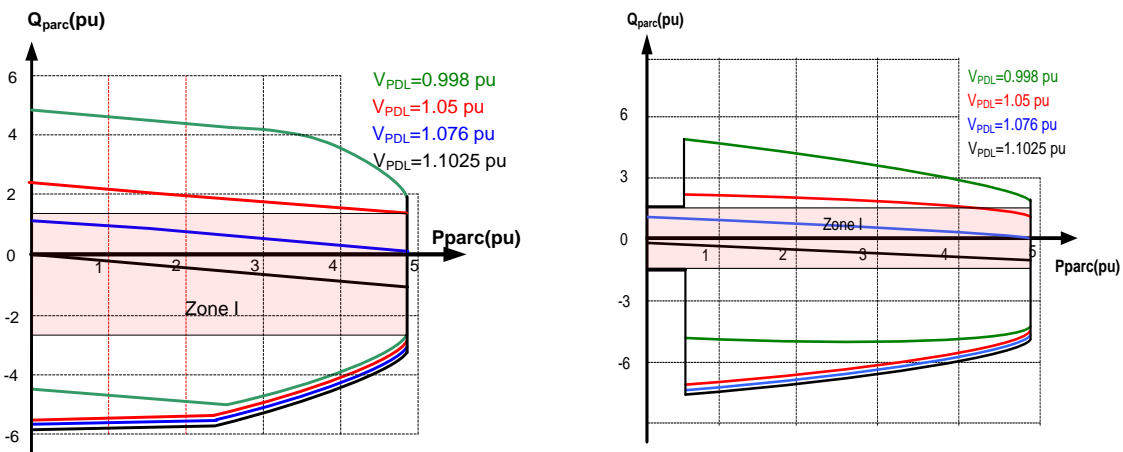 Qparc(pu)
6
4
2
0
-2
-4
-6
VPDL=0.998 pu
VPDL=1.05 pu
VPDL=1.076 pu
VPDL=1.1025 pu
Pparc(pu)
1
2
3
4
5
Zone I
Qparc(pu)
6
3
0
-3
-6
VPDL=0.998 pu
VPDL=1.05 pu
VPDL=1.076 pu
VPDL=1.1025 pu
Zone I
1
2
3
4
5
Pparc(pu)